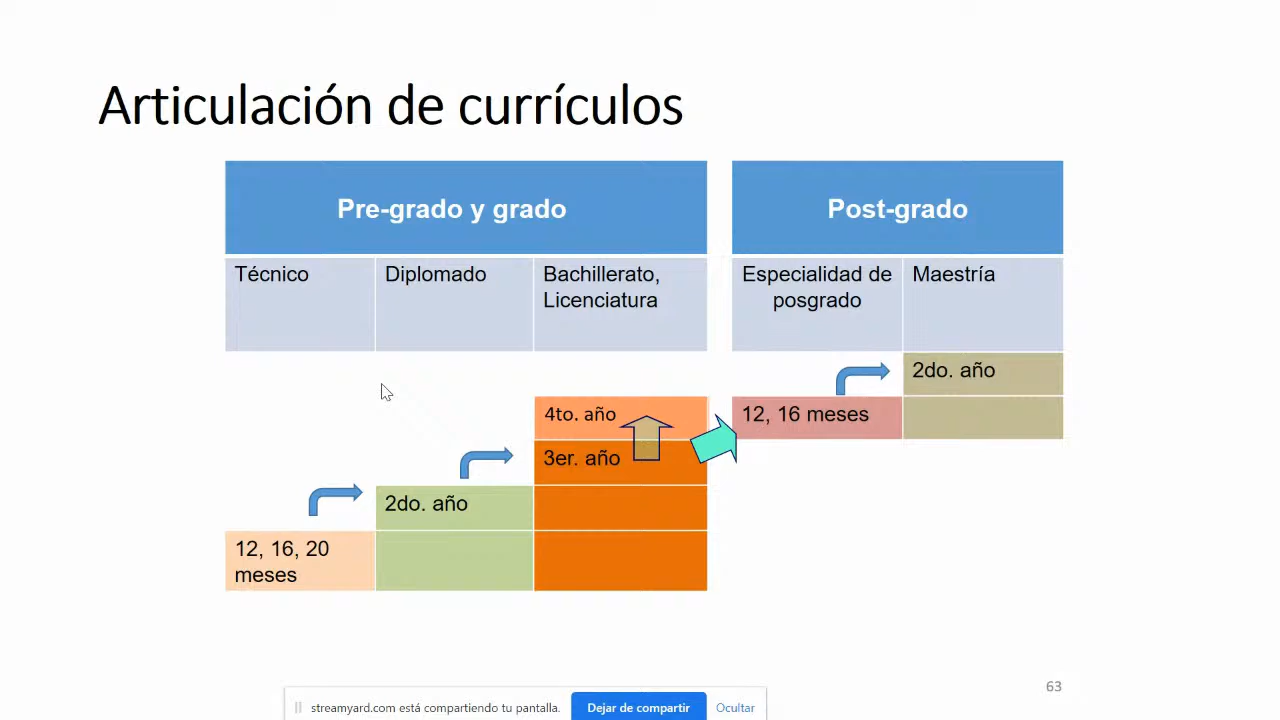 Articulación de currículos
Pre-grado y grado
Post-grado
Técnico
Diplomado
Bachillerato,
Licenciatura
Especialidad de
posgrado
Maestría
2do. año
4to. año
12, 16 meses
3er. año
2do. año
12, 16, 20
meses
63
streamyard.com está compartiendo tu pantalla.
Dejar de compartir
Ocultar